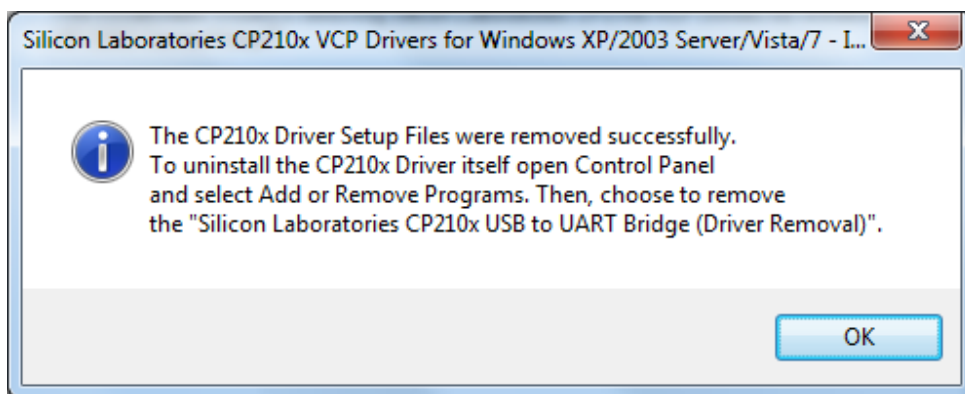 Silicon Laboratories CP210x VCP Drivers for Windows XP/2003 Server/Vista/7 - I...
The CP210x Driver Setup Files were removed successfully.
To uninstall the CP210x Driver itself open Control Panel
and select Add or Remove Programs. Then, choose to remove
the "Silicon Laboratories CP210x USB to UART Bridge (Driver Removal)".
OK